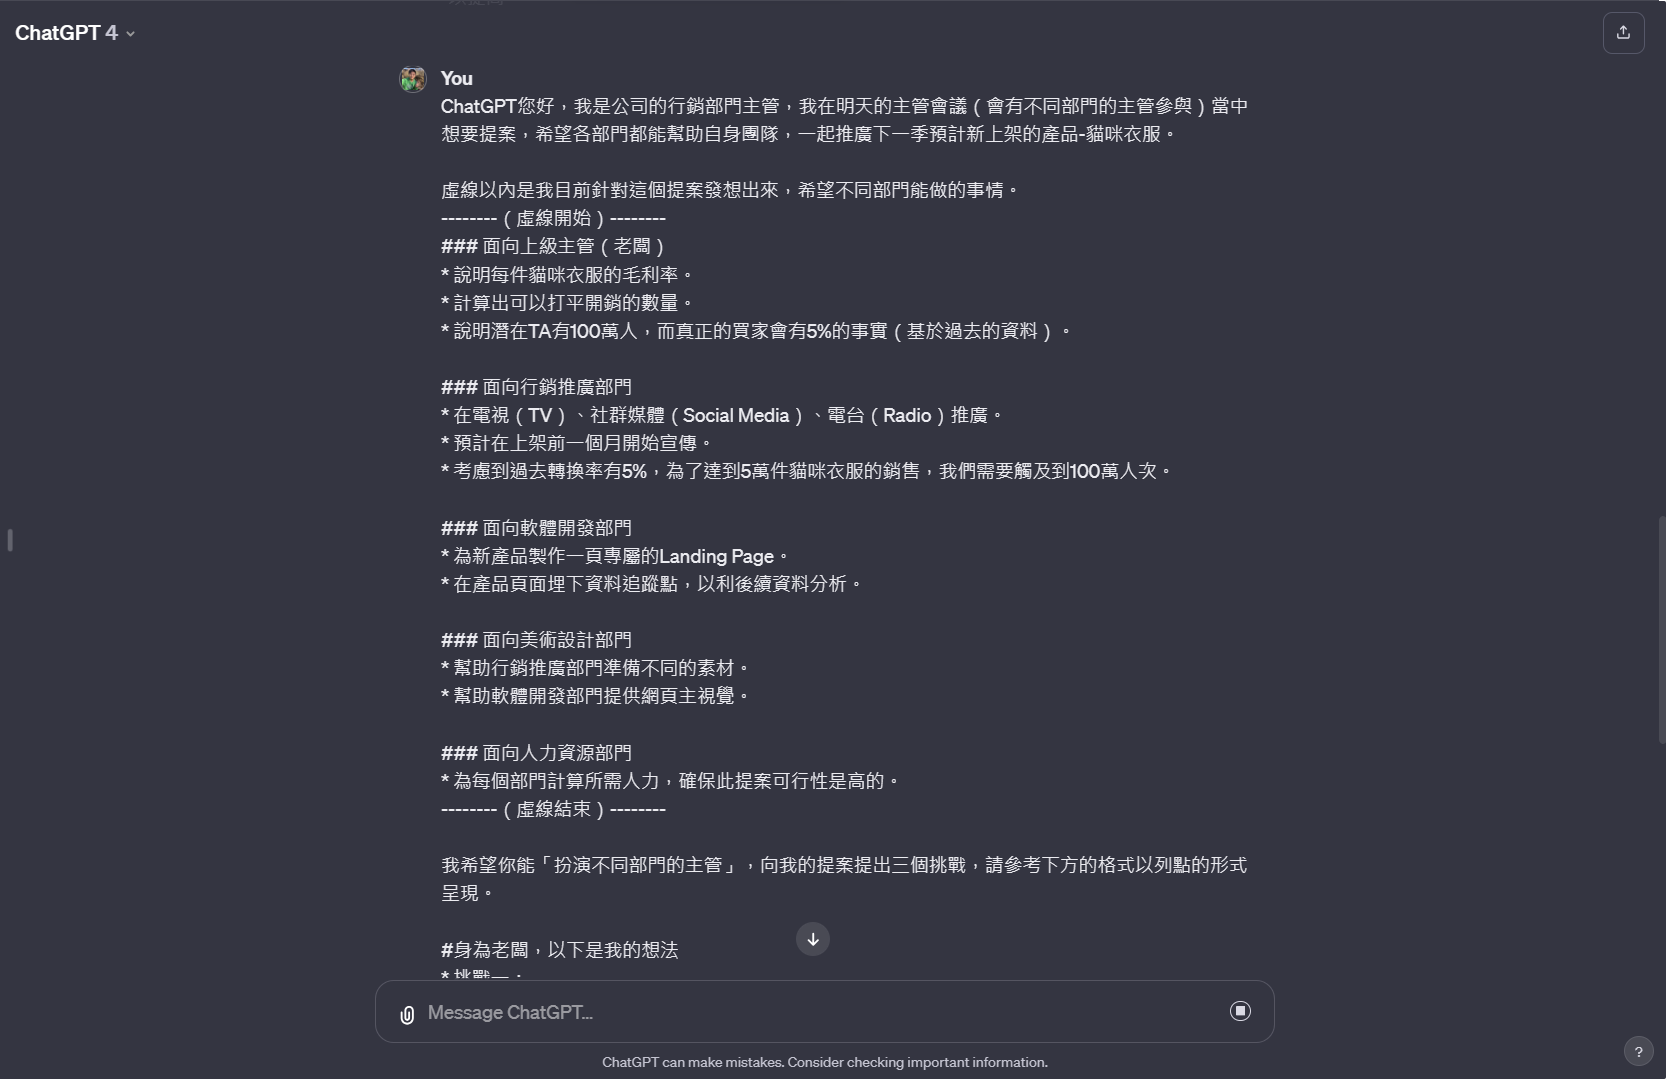 ChatGPT 4
You
ChatGPT您好，我是公司的行銷部門主管，我在明天的主管會議（會有不同部門的主管參與）當中
想要提案，希望各部門都能幫助自身團隊，一起推廣下一季預計新上架的產品-貓咪衣服。
虛線以內是我目前針對這個提案發想出來，希望不同部門能做的事情。
--------（虛線開始）--------
### 面向上級主管（老闆）
* 說明每件貓咪衣服的毛利率。
* 計算出可以打平開銷的數量。
* 說明潛在TA有100萬人，而真正的買家會有5%的事實（基於過去的資料）。
### 面向行銷推廣部門
* 在電視（TV）、社群媒體（Social Media）、電台（Radio）推廣。
* 預計在上架前一個月開始宣傳。
* 考慮到過去轉換率有5%，為了達到5萬件貓咪衣服的銷售，我們需要觸及到100萬人次。
### 面向軟體開發部門
* 為新產品製作一頁專屬的Landing Page。
* 在產品頁面埋下資料追蹤點，以利後續資料分析。
### 面向美術設計部門
* 幫助行銷推廣部門準備不同的素材。
* 幫助軟體開發部門提供網頁主視覺。
### 面向人力資源部門
* 為每個部門計算所需人力，確保此提案可行性是高的。
--------（虛線結束）--------
我希望你能「扮演不同部門的主管」，向我的提案提出三個挑戰，請參考下方的格式以列點的形式
呈現。
#身為老闆，以下是我的想法
* 挑戰一：
Message ChatGPT...
ChatGPT can make mistakes. Consider checking important information.
?